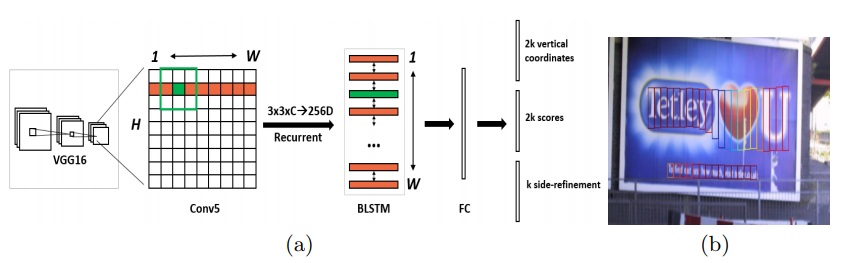 1
W
VGG16
H
Conv5
3x3xC→256D
Recurrent
1
...
W
BLSTM
FC
2k vertical
coordinates
2k scores
k side-refinement
Tetley
U
(a)
(b)